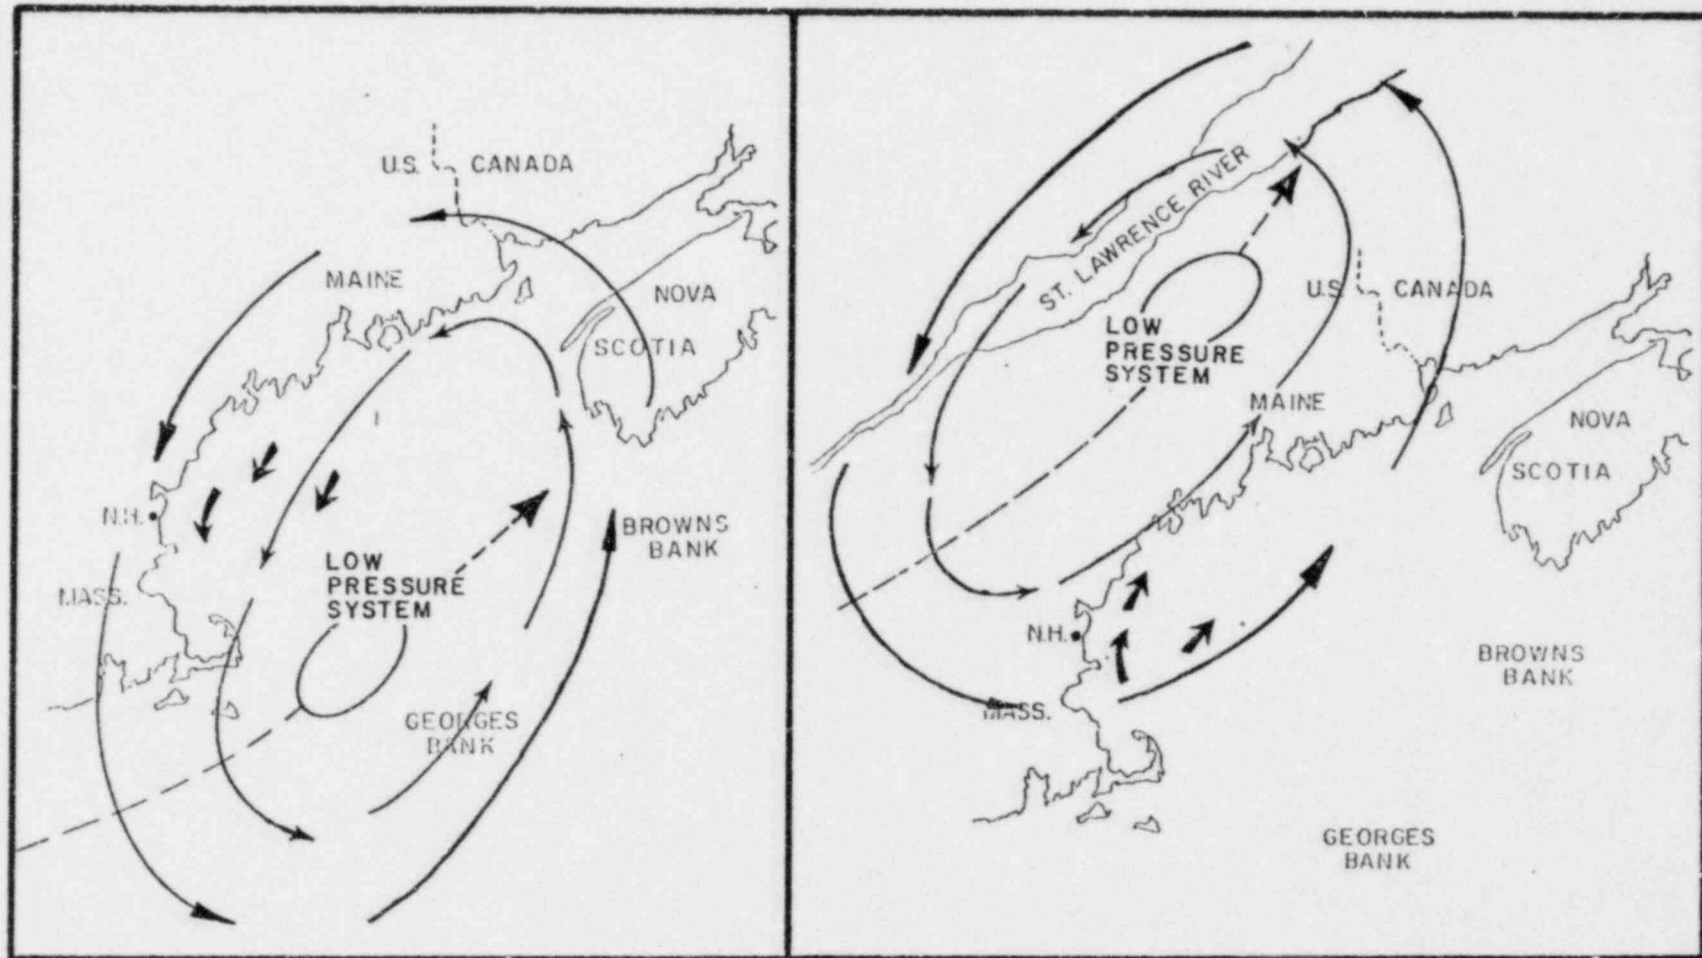 U.S. CANADA
MAINE
NOVA
SCOTIA
N.H.
BROWNS
BANK
LOW
PRESSURE
SYSTEM
MASS.
GEORGES
BANK
ST. LAWRENCE RIVER
U.S. CANADA
LOW
PRESSURE
SYSTEM
MAINE
NOVA
SCOTIA
N.H.
BROWNS
BANK
MASS.
GEORGES
BANK